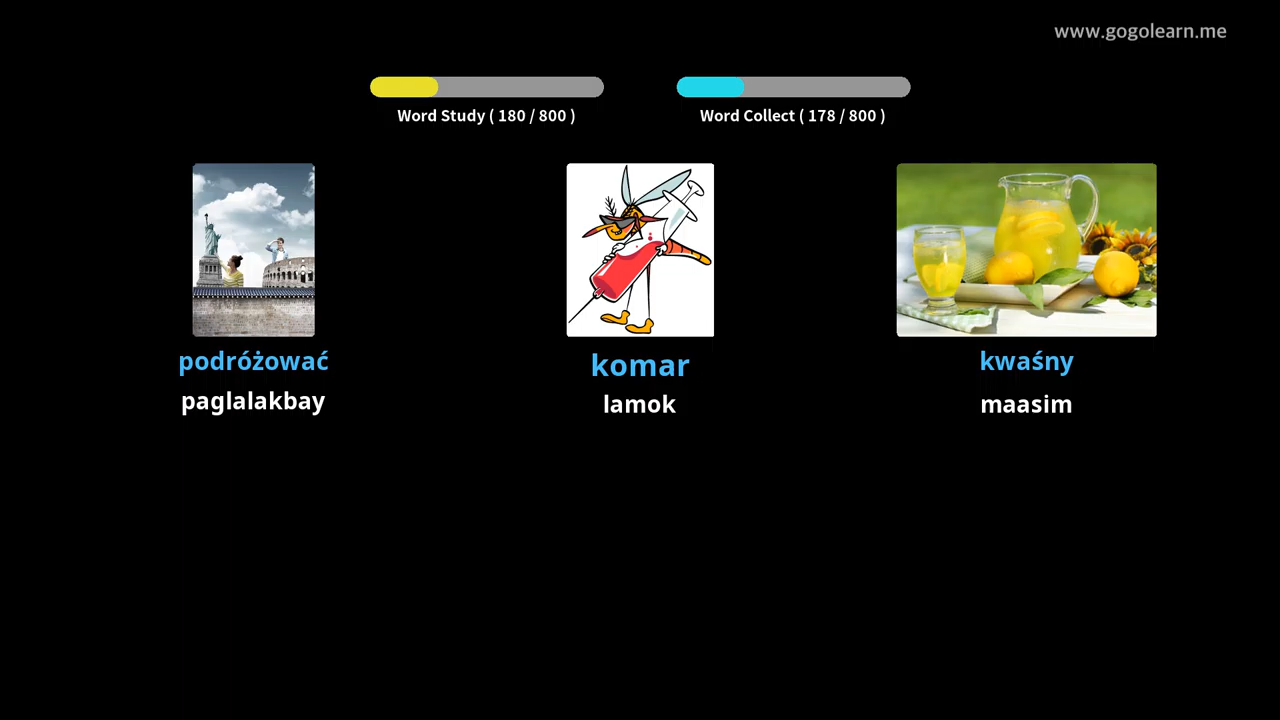 www.gogolearn.me
Word Study ( 180 / 800 )
Word Collect ( 178 / 800 )
podróżować
paglalakbay
komar
lamok
kwaśny
maasim